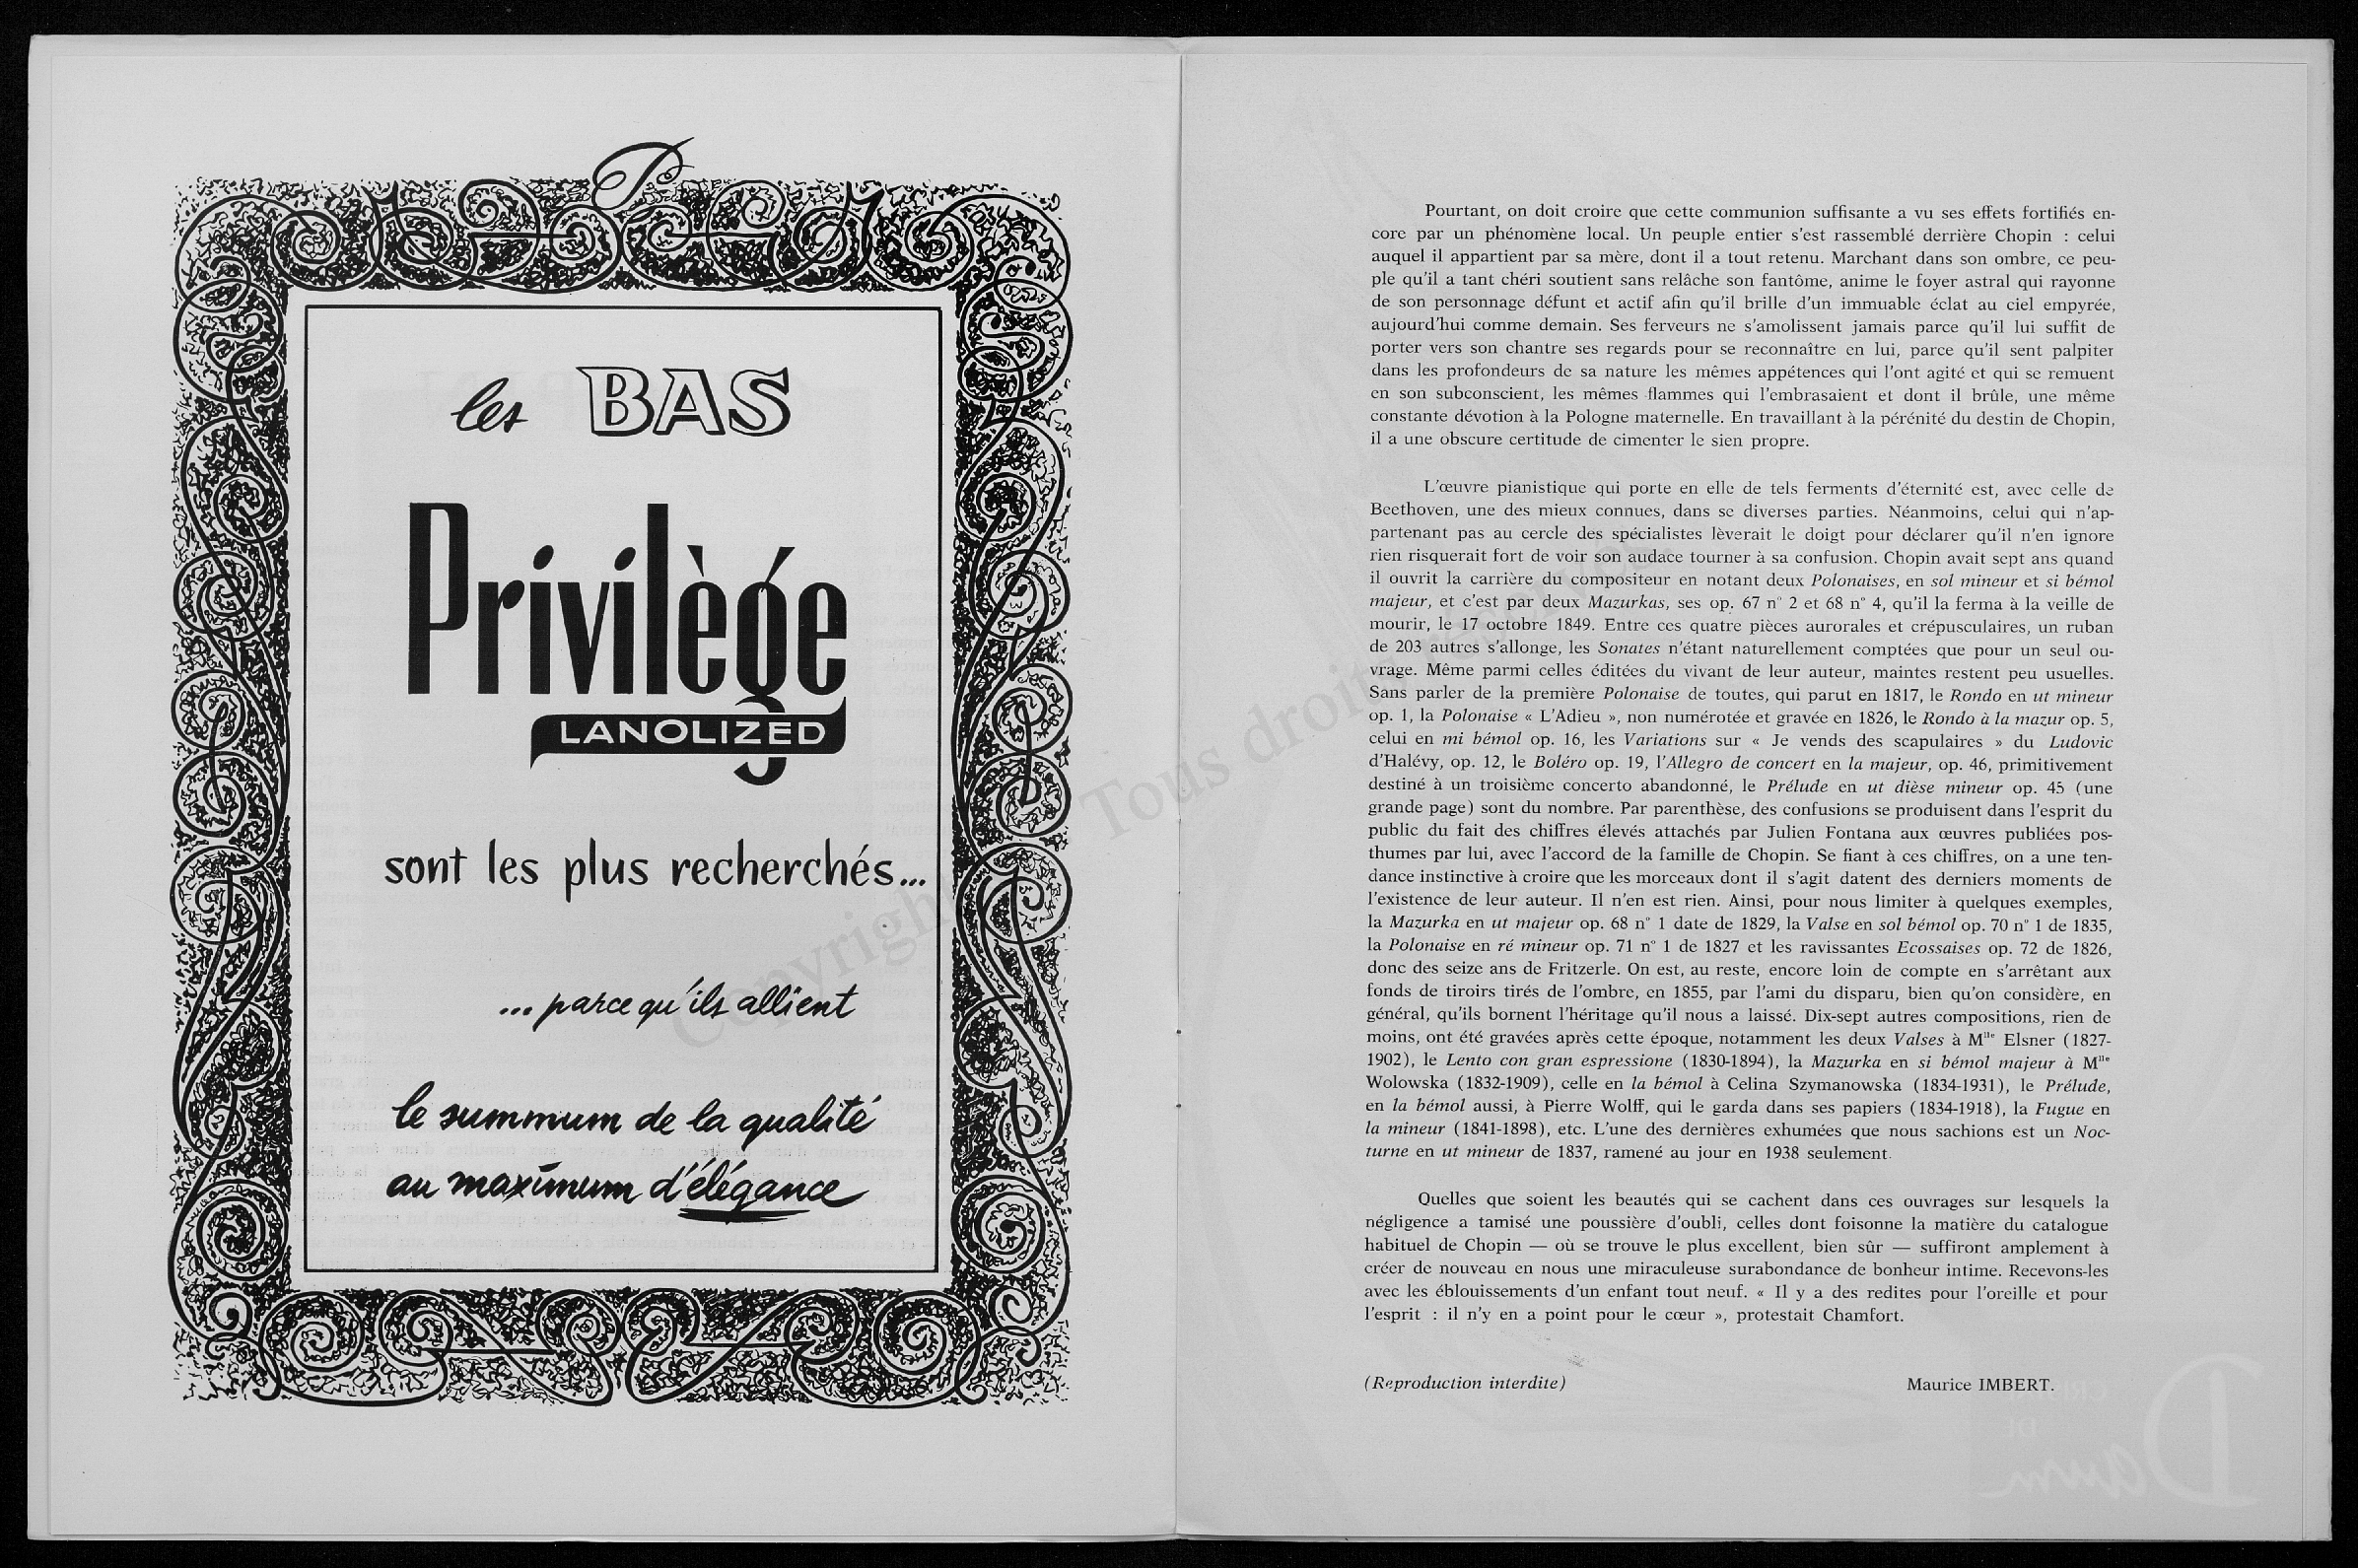 P
les BAS
Privilège
LANOLIZED
sont les plus recherchés...
... parce qu'ils allient
le summum de la qualité
au maximum d'élégance
Pourtant, on doit croire que cette communion suffisante a vu ses effets fortifiés en-
core par un phénomène local. Un peuple entier s'est rassemblé derrière Chopin : celui
auquel il appartient par sa mère, dont il a tout retenu. Marchant dans son ombre, ce peu-
ple qu'il a tant chéri soutient sans relâche son fantôme, anime le foyer astral qui rayonne
de son personnage défunt et actif afin qu'il brille d'un immuable éclat au ciel empyrée,
aujourd'hui comme demain. Ses ferveurs ne s'amolissent jamais parce qu'il lui suffit de
porter vers son chantre ses regards pour se reconnaître en lui, parce qu'il sent palpiter
dans les profondeurs de sa nature les mêmes appétences qui l'ont agité et qui se remuent
en son subconscient, les mêmes flammes qui l'embrasaient et dont il brûle, une même
constante dévotion à la Pologne maternelle. En travaillant à la pérénité du destin de Chopin,
il a une obscure certitude de cimenter le sien propre.
L'œuvre pianistique qui porte en elle de tels ferments d'éternité est, avec celle de
Beethoven, une des mieux connues, dans se diverses parties. Néanmoins, celui qui n'ap-
partenant pas au cercle des spécialistes lèverait le doigt pour déclarer qu'il n'en ignore
rien risquerait fort de voir son audace tourner à sa confusion. Chopin avait sept ans quand
il ouvrit la carrière du compositeur en notant deux Polonaises, en sol mineur et si bémol
majeur, et c'est par deux Mazurkas, ses op. 67 n° 2 et 68 n° 4, qu'il la ferma à la veille de
mourir, le 17 octobre 1849. Entre ces quatre pièces aurorales et crépusculaires, un ruban
de 203 autres s'allonge, les Sonates n'étant naturellement comptées que pour un seul ou-
vrage. Même parmi celles éditées du vivant de leur auteur, maintes restent peu usuelles.
Sans parler de la première Polonaise de toutes, qui parut en 1817, le Rondo en ut mineur
op. 1, la Polonaise « L'Adieu », non numérotée et gravée en 1826, le Rondo à la mazur op. 5,
celui en mi bémol op. 16, les Variations sur « Je vends des scapulaires » du Ludovic
d'Halévy, op. 12, le Boléro op. 19, l'Allegro de concert en la majeur, op. 46, primitivement
destiné à un troisième concerto abandonné, le Prélude en ut dièse mineur op. 45 (une
grande page) sont du nombre. Par parenthèse, des confusions se produisent dans l'esprit du
public du fait des chiffres élevés attachés par Julien Fontana aux œuvres publiées pos-
thumes par lui, avec l'accord de la famille de Chopin. Se fiant à ces chiffres, on a une ten-
dance instinctive à croire que les morceaux dont il s'agit datent des derniers moments de
l'existence de leur auteur. Il n'en est rien. Ainsi, pour nous limiter à quelques exemples,
la Mazurka en ut majeur op. 68 n° 1 date de 1829, la Valse en sol bémol op. 70 n° 1 de 1835,
la Polonaise en ré mineur op. 71 n° 1 de 1827 et les ravissantes Ecossaises op. 72 de 1826,
donc des seize ans de Fritzerle. On est, au reste, encore loin de compte en s'arrêtant aux
fonds de tiroirs tirés de l'ombre, en 1855, par l'ami du disparu, bien qu'on considère, en
général, qu'ils bornent l'héritage qu'il nous a laissé. Dix-sept autres compositions, rien de
moins, ont été gravées après cette époque, notamment les deux Valses à Mlle Elsner (1827-
1902), le Lento con gran espressione (1830-1894), la Mazurka en si bémol majeur à Mlle
Wolowska (1832-1909), celle en la bémol à Celina Szymanowska (1834-1931), le Prélude,
en la bémol aussi, à Pierre Wolff, qui le garda dans ses papiers (1834-1918), la Fugue en
la mineur (1841-1898), etc. L'une des dernières exhumées que nous sachions est un Noc-
turne en ut mineur de 1837, ramené au jour en 1938 seulement.
Quelles que soient les beautés qui se cachent dans ces ouvrages sur lesquels la
négligence a tamisé une poussière d'oubli, celles dont foisonne la matière du catalogue
habituel de Chopin — où se trouve le plus excellent, bien sûr — suffiront amplement à
créer de nouveau en nous une miraculeuse surabondance de bonheur intime. Recevons-les
avec les éblouissements d'un enfant tout neuf. « Il y a des redites pour l'oreille et pour
l'esprit : il n'y en a point pour le cœur », protestait Chamfort.
(Reproduction interdite)
Maurice IMBERT.
Copyright Tous droits réservés